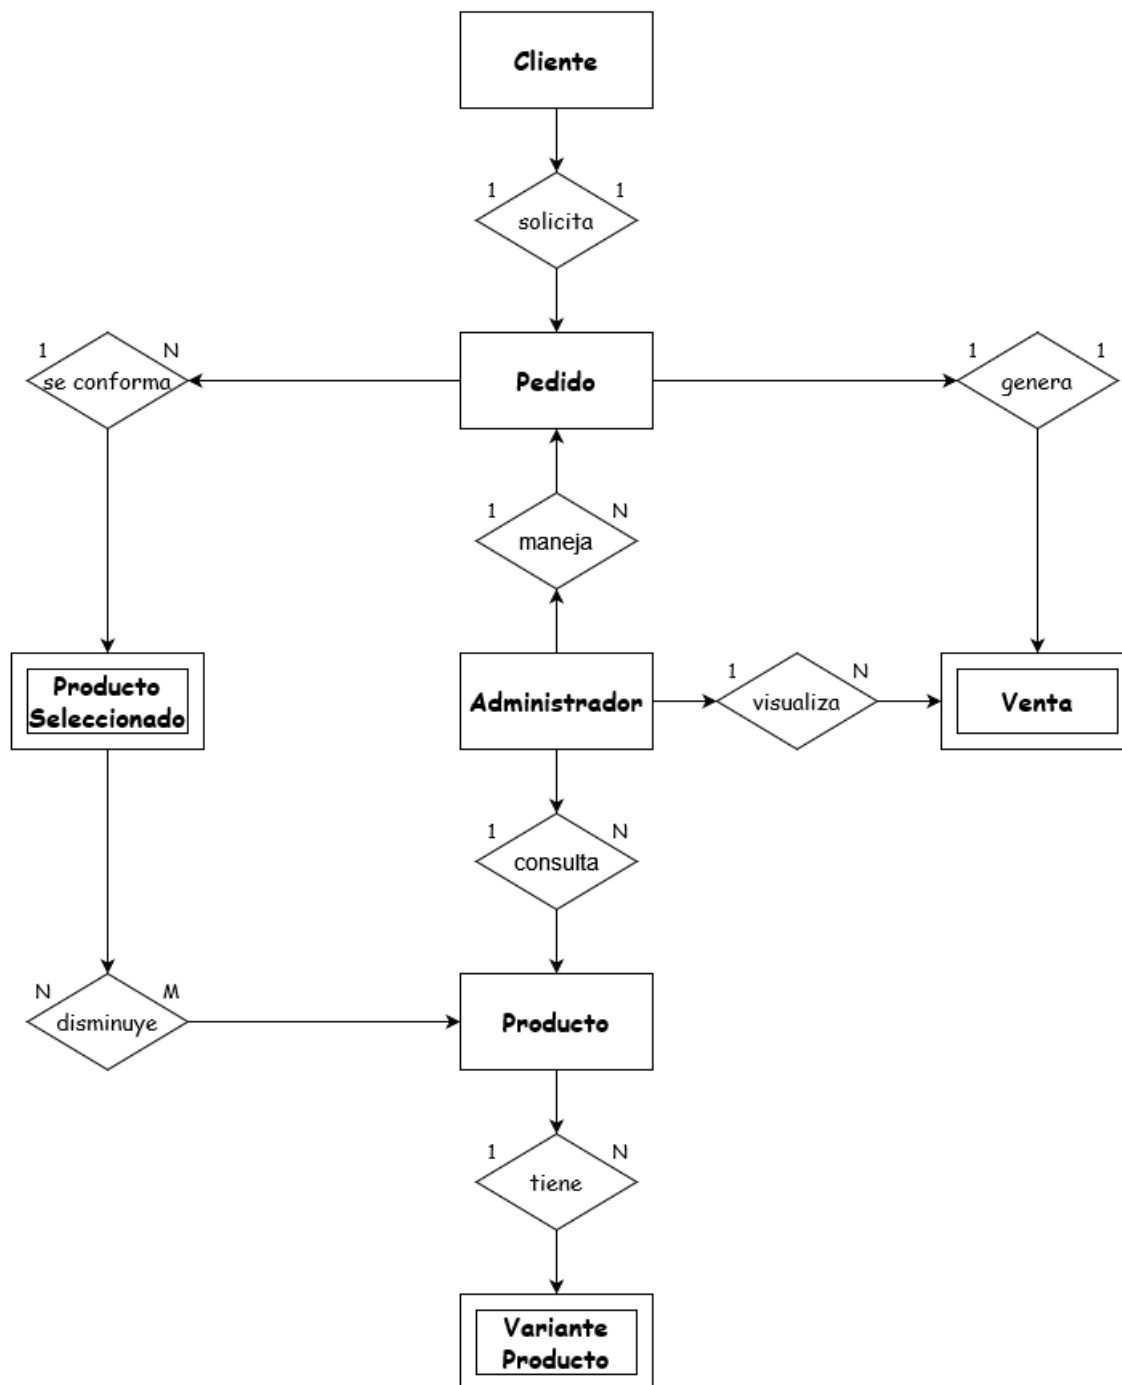 Cliente
1 1
solicita
1 N
se conforma
Pedido
1 1
genera
1 N
maneja
Producto
Seleccionado
Administrador
1 N
visualiza
Venta
1 N
consulta
N M
disminuye
Producto
1 N
tiene
Variante
Producto